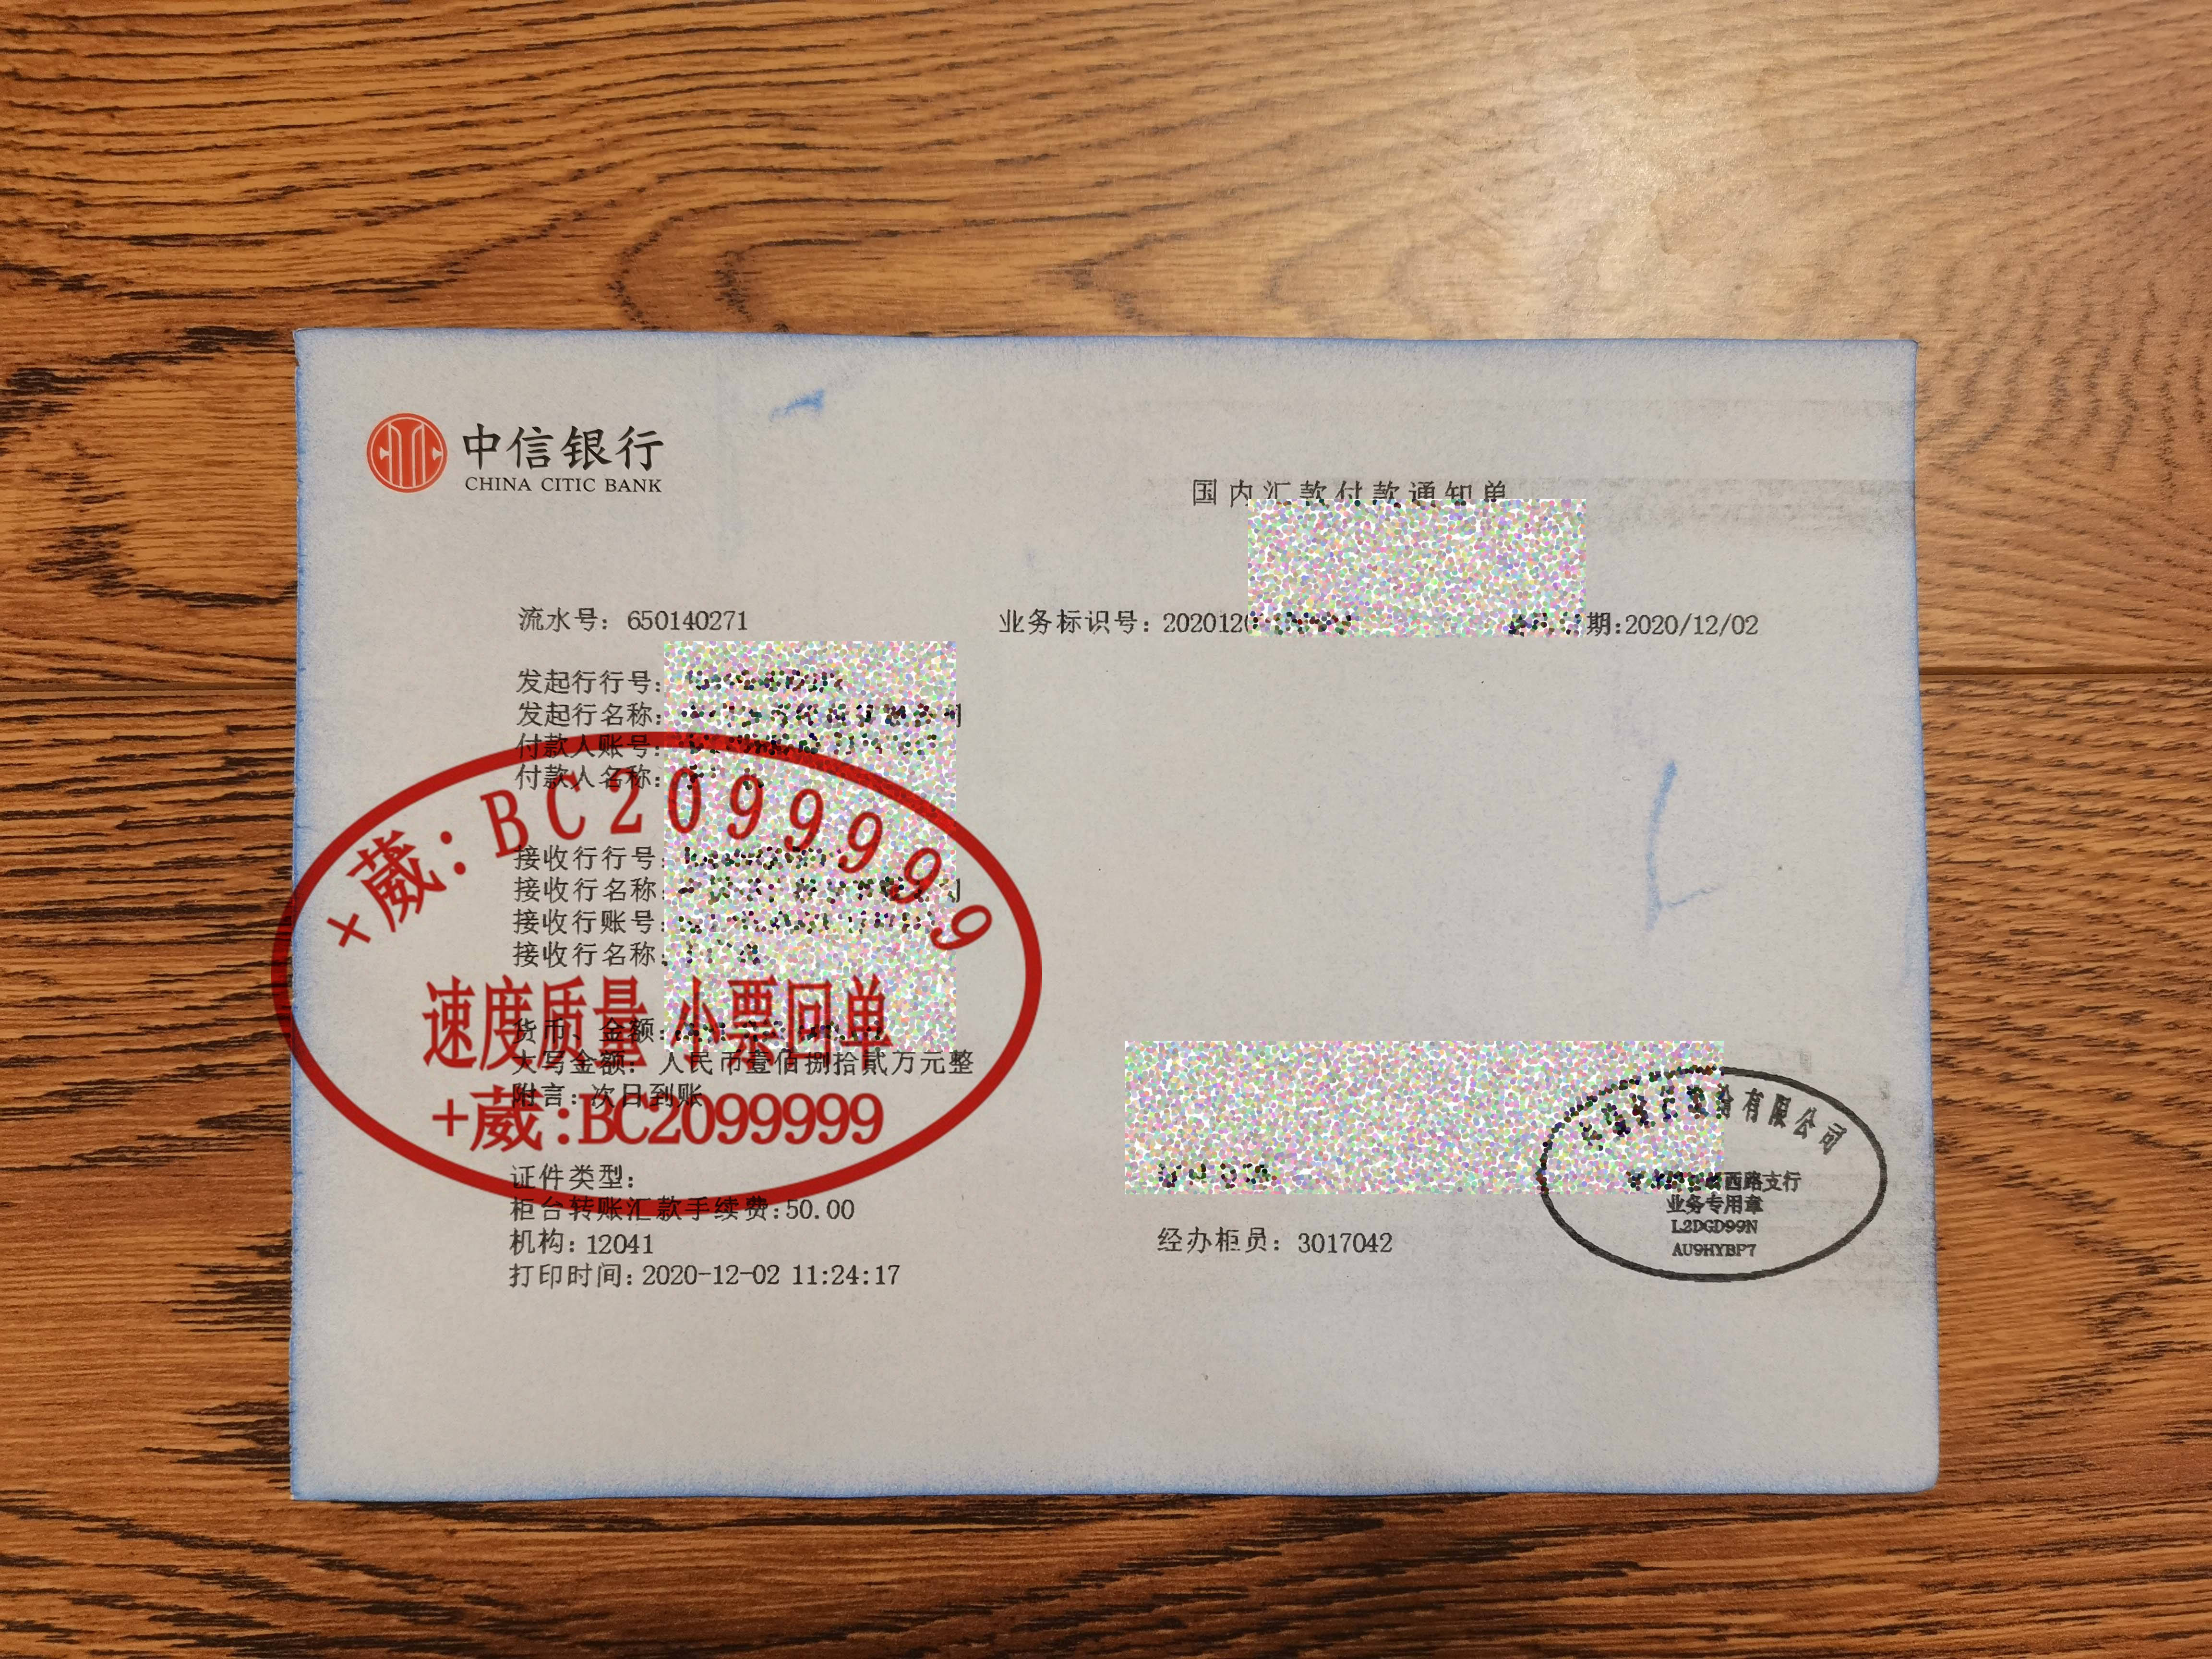 中信银行
CHINA CITIC BANK
国内汇款付款通知单
流水号: 650140271
业务标识号: 202012
期:2020/12/02
发起行行号:
发起行名称:
付款人账号:
付款人名称:
+葳:BC2099999
接收行行号:
接收行名称:
接收行账号:
接收行名称:
速度质量 小票回单
货币、金额:
大写金额: 人民币壹佰捌拾贰万元整
附言: 次日到账
+葳:BC2099999
证件类型:
柜台转账汇款手续费:50.00
机构: 12041
打印时间: 2020-12-02 11:24:17
经办柜员: 3017042
份有限公司
西路支行
业务专用章
L2DGD99N
AU9HYBP7